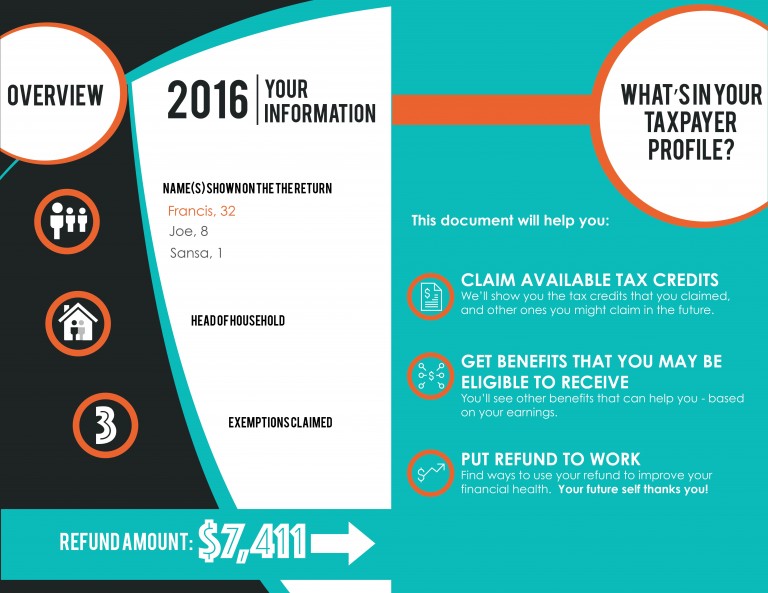 OVERVIEW
2016 | YOUR
INFORMATION
NAME(S) SHOWN ON THE THE RETURN
Francis, 32
Joe, 8
Sansa, 1
HEAD OF HOUSEHOLD
3
EXEMPTIONS CLAIMED
REFUND AMOUNT: $7,411
WHAT'S IN YOUR
TAXPAYER
PROFILE?
This document will help you:
CLAIM AVAILABLE TAX CREDITS
We'll show you the tax credits that you claimed,
and other ones you might claim in the future.
GET BENEFITS THAT YOU MAY BE
ELIGIBLE TO RECEIVE
You'll see other benefits that can help you - based
on your earnings.
PUT REFUND TO WORK
Find ways to use your refund to improve your
financial health. Your future self thanks you!